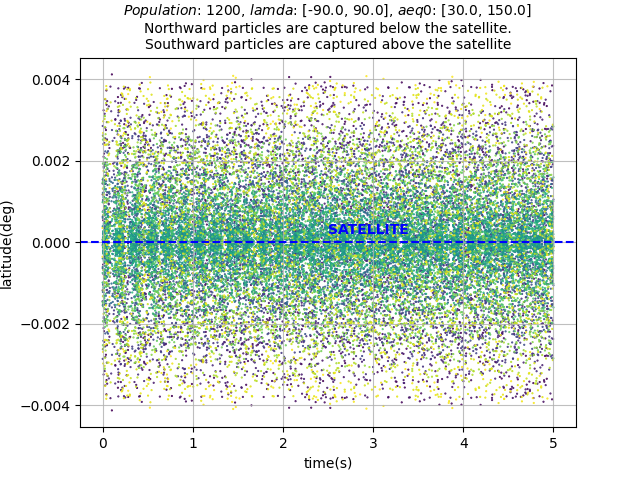 Population: 1200, lamda: [-90.0, 90.0], aeq0: [30.0, 150.0]
Northward particles are captured below the satellite.
Southward particles are captured above the satellite
0.004
0.002
0.000
−0.002
−0.004
latitude(deg)
SATELLITE
0 1 2 3 4 5
time(s)